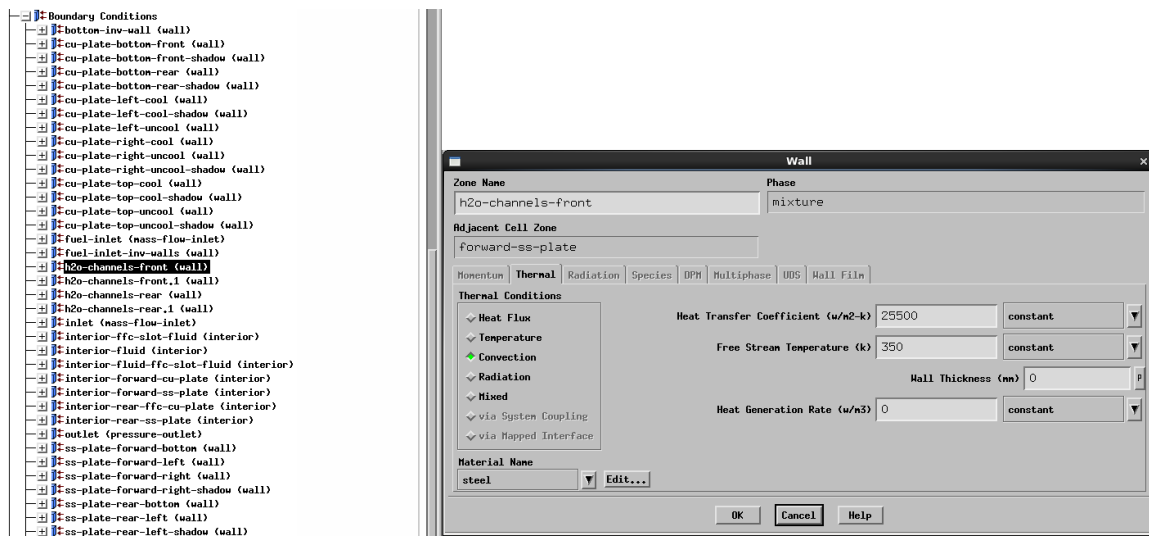 Boundary Conditions
bottom-inv-wall (wall)
cu-plate-bottom-front (wall)
cu-plate-bottom-front-shadow (wall)
cu-plate-bottom-rear (wall)
cu-plate-bottom-rear-shadow (wall)
cu-plate-left-cool (wall)
cu-plate-left-cool-shadow (wall)
cu-plate-left-uncool (wall)
cu-plate-right-cool (wall)
cu-plate-right-uncool (wall)
cu-plate-right-uncool-shadow (wall)
cu-plate-top-cool (wall)
cu-plate-top-cool-shadow (wall)
cu-plate-top-uncool (wall)
cu-plate-top-uncool-shadow (wall)
fuel-inlet (mass-flow-inlet)
fuel-inlet-inv-walls (wall)
h2o-channels-front (wall)
h2o-channels-front.1 (wall)
h2o-channels-rear (wall)
h2o-channels-rear.1 (wall)
inlet (mass-flow-inlet)
interior-ffc-slot-fluid (interior)
interior-fluid (interior)
interior-fluid-ffc-slot-fluid (interior)
interior-forward-cu-plate (interior)
interior-forward-ss-plate (interior)
interior-rear-ffc-cu-plate (interior)
interior-rear-ss-plate (interior)
outlet (pressure-outlet)
ss-plate-forward-bottom (wall)
ss-plate-forward-left (wall)
ss-plate-forward-right (wall)
ss-plate-forward-right-shadow (wall)
ss-plate-rear-bottom (wall)
ss-plate-rear-left (wall)
ss-plate-rear-left-shadow (wall)
Wall
Zone Name Phase
h2o-channels-front mixture
Adjacent Cell Zone
forward-ss-plate
Momentum Thermal Radiation Species DPM Multiphase UDS Wall Film
Thermal Conditions
Heat Flux
Temperature
Convection
Radiation
Mixed
via System Coupling
via Mapped Interface
Heat Transfer Coefficient (w/m2-k) 25500 constant
Free Stream Temperature (k) 350 constant
Wall Thickness (mm) 0 P
Heat Generation Rate (w/m3) 0 constant
Material Name
steel Edit...
OK Cancel Help